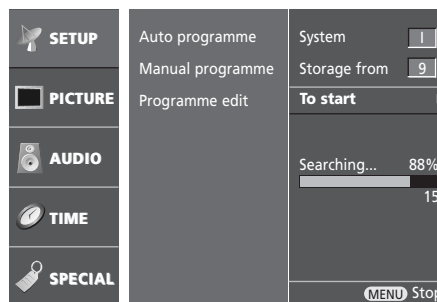 SETUP
PICTURE
AUDIO
TIME
SPECIAL
Auto programme
Manual programme
Programme edit
System I
Storage from 9
To start
Searching... 88%
15
MENU Stop